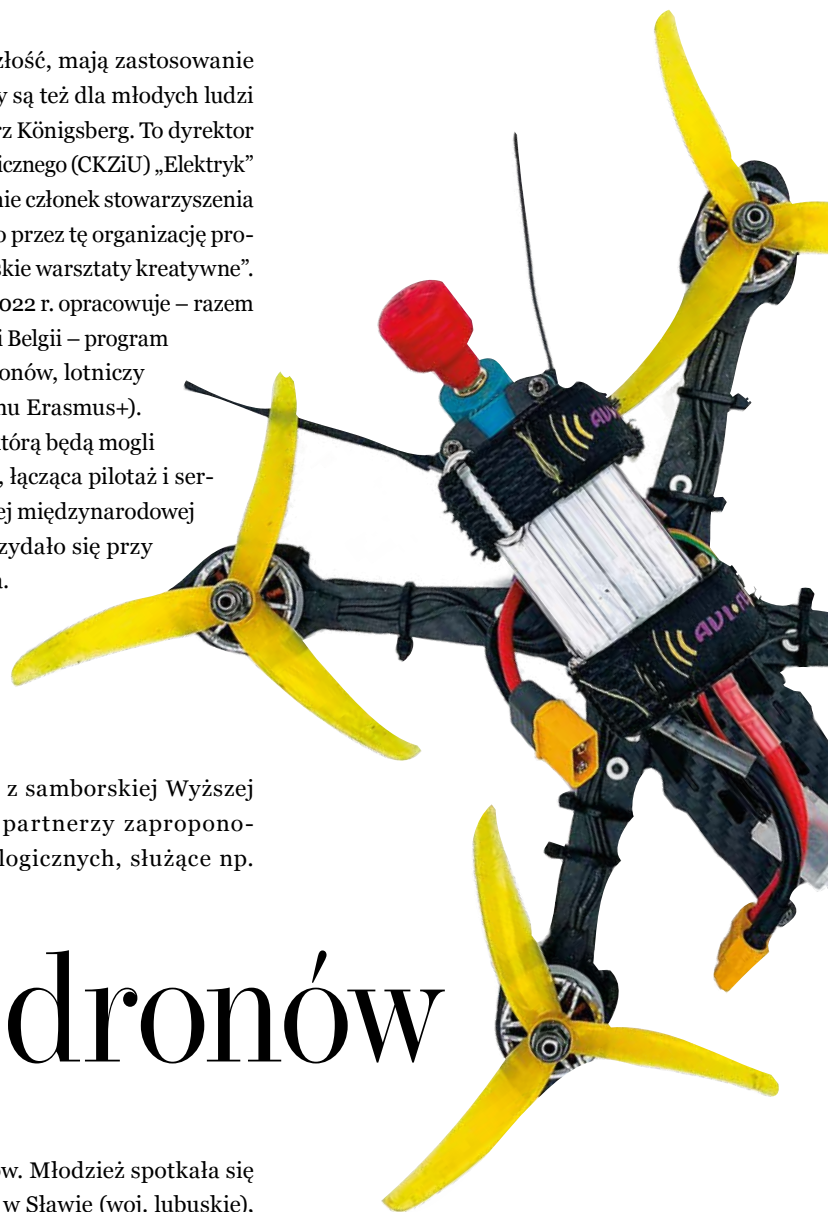 złość, mają zastosowanie
y są też dla młodych ludzi
rz Königsberg. To dyrektor
icznego (CKZiU) „Elektryk”
nie członek stowarzyszenia
o przez tę organizację pro-
skie warsztaty kreatywne”.
022 r. opracowuje – razem
i Belgii – program
onów, lotniczy
nu Erasmus+).
tórą będą mogli
, łącząca pilotaż i ser-
ej międzynarodowej
zydało się przy
.
z samborskiej Wyższej
partnerzy zapropono-
logicznych, służące np.
dronów
ów. Młodzież spotkała się
w Sławie (woj. lubuskie),